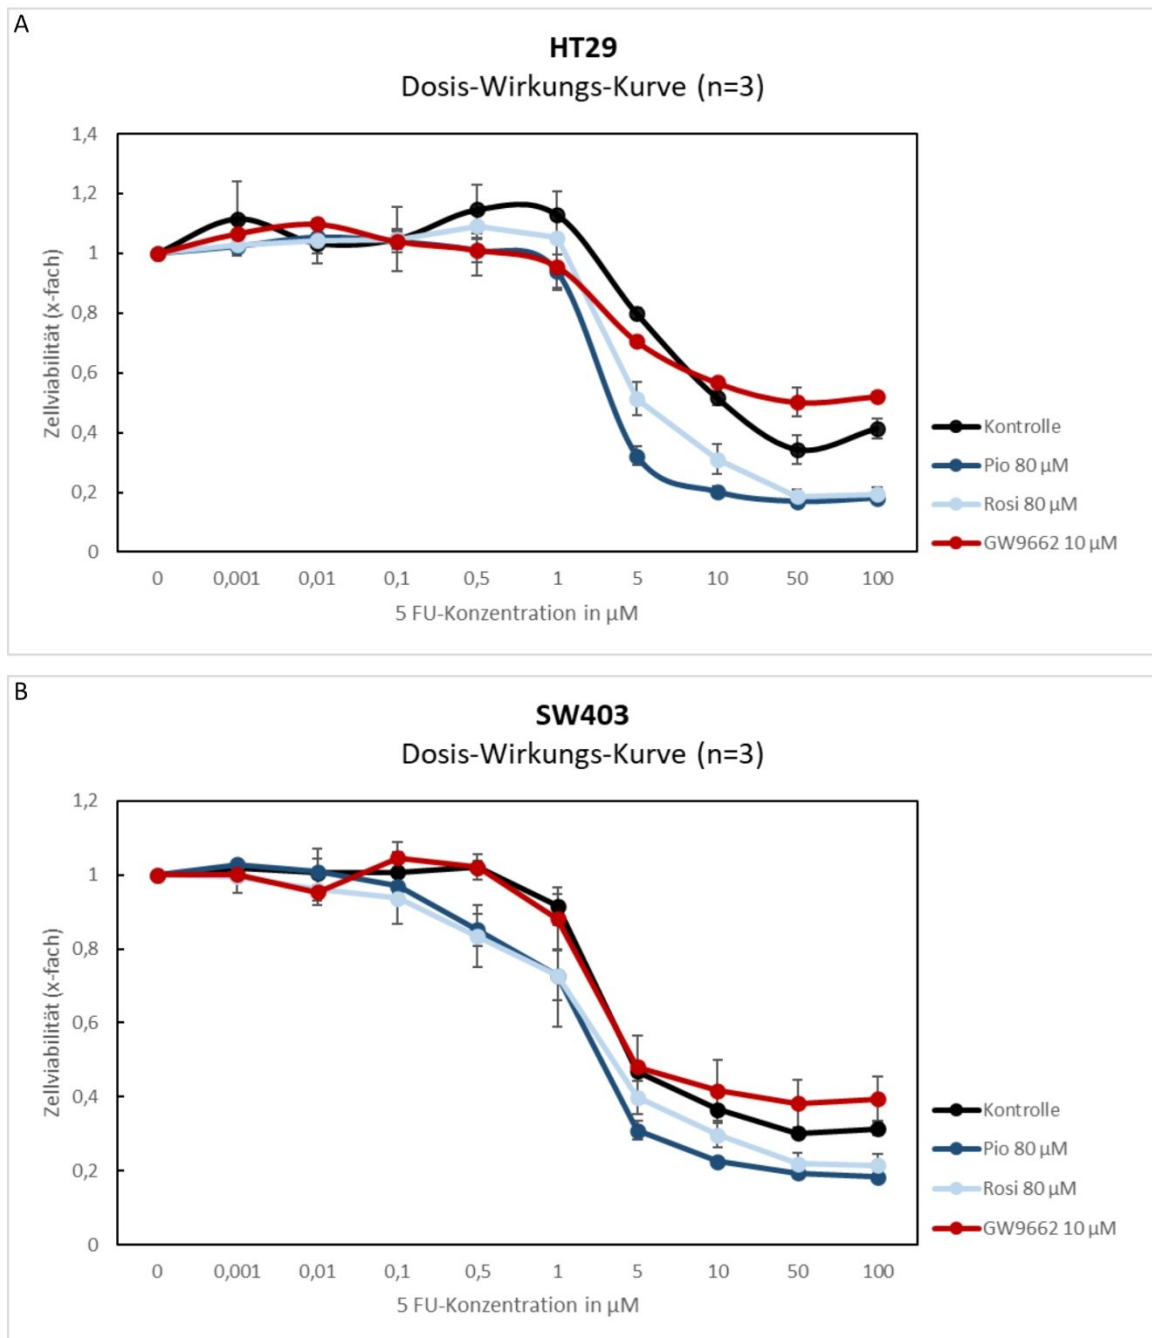 A
HT29
Dosis-Wirkungs-Kurve (n=3)
1,4
1,2
1
0,8
0,6
0,4
0,2
0
Zellviabilität (x-fach)
0 0,001 0,01 0,1 0,5 1 5 10 50 100
5 FU-Konzentration in µM
Kontrolle
Pio 80 µM
Rosi 80 µM
GW9662 10 µM
B
SW403
Dosis-Wirkungs-Kurve (n=3)
1,2
1
0,8
0,6
0,4
0,2
0
Zellviabilität (x-fach)
0 0,001 0,01 0,1 0,5 1 5 10 50 100
5 FU-Konzentration in µM
Kontrolle
Pio 80 µM
Rosi 80 µM
GW9662 10 µM